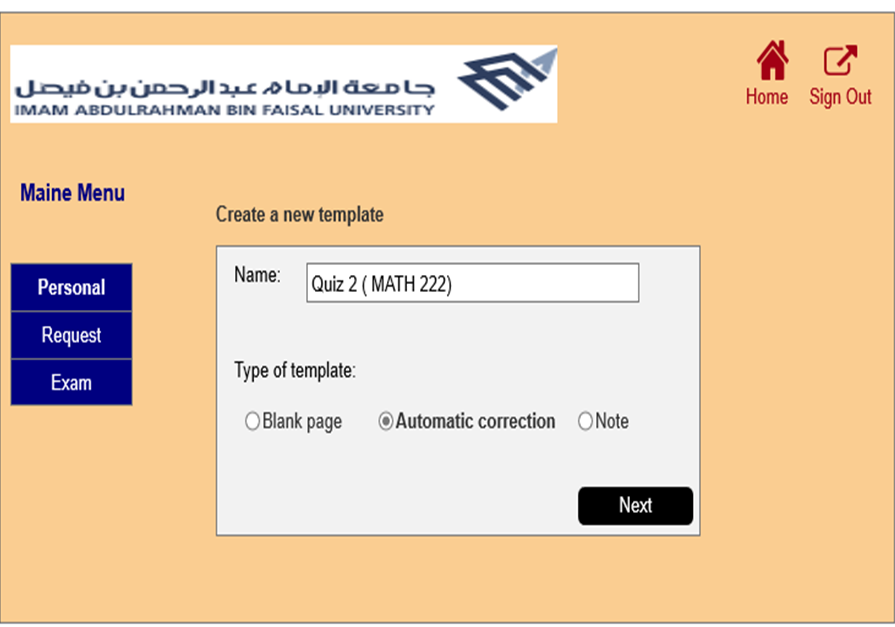 جامعة الإمام عبد الرحمن بن فيصل
IMAM ABDULRAHMAN BIN FAISAL UNIVERSITY
Home Sign Out
Maine Menu
Create a new template
Personal
Request
Exam
Name: Quiz 2 ( MATH 222)
Type of template:
Blank page Automatic correction Note
Next